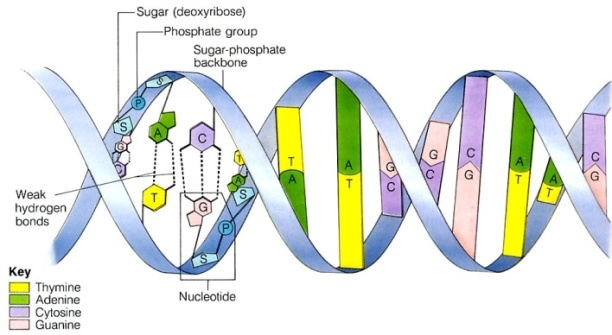 Sugar (deoxyribose)
Phosphate group
Sugar-phosphate
backbone
S
P
S
G
C
A
C
T
G
T
A
S
P
S
Weak
hydrogen
bonds
Nucleotide
T
A
A
T
G
C
G
C
C
G
A
T
A
T
C
G
Key
Thymine
Adenine
Cytosine
Guanine